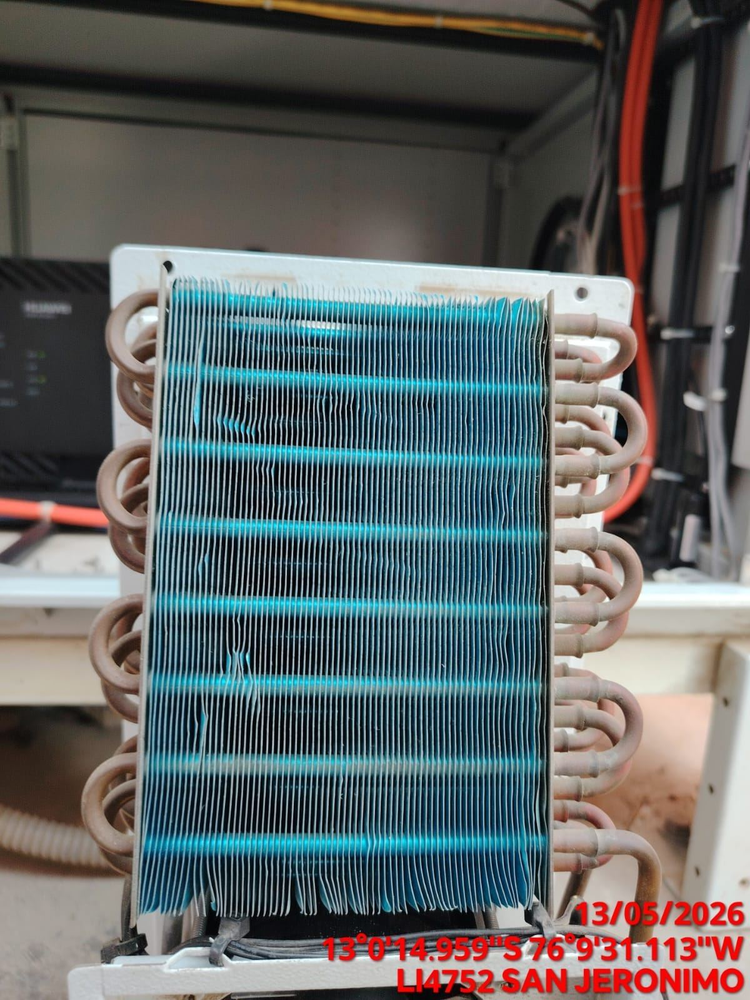 HUAWEI
13/05/2026
13°0'14.959"S 76°9'31.113"W
LI4752 SAN JERONIMO